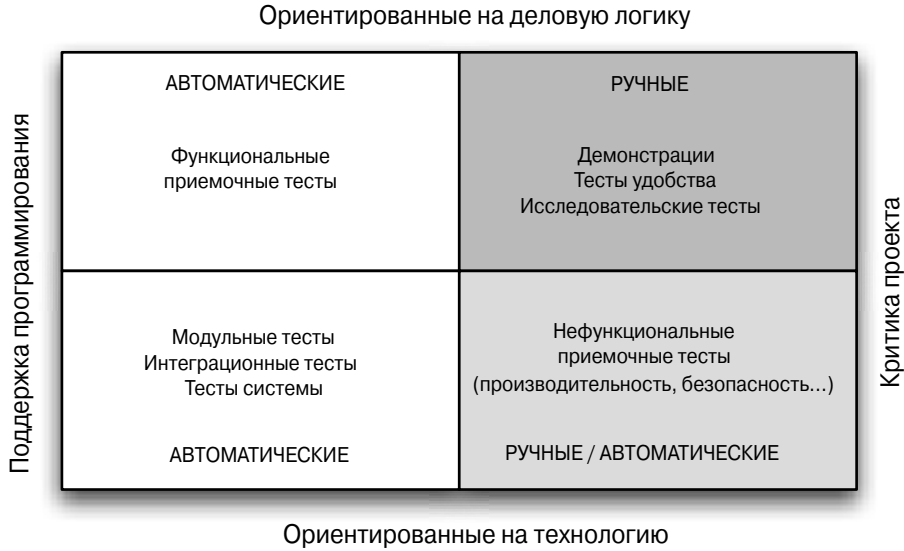 Ориентированные на деловую логику
Поддержка программирования
АВТОМАТИЧЕСКИЕ
Функциональные
приемочные тесты
РУЧНЫЕ
Демонстрации
Тесты удобства
Исследовательские тесты
Модульные тесты
Интеграционные тесты
Тесты системы
АВТОМАТИЧЕСКИЕ
Нефункциональные
приемочные тесты
(производительность, безопасность...)
РУЧНЫЕ / АВТОМАТИЧЕСКИЕ
Критика проекта
Ориентированные на технологию